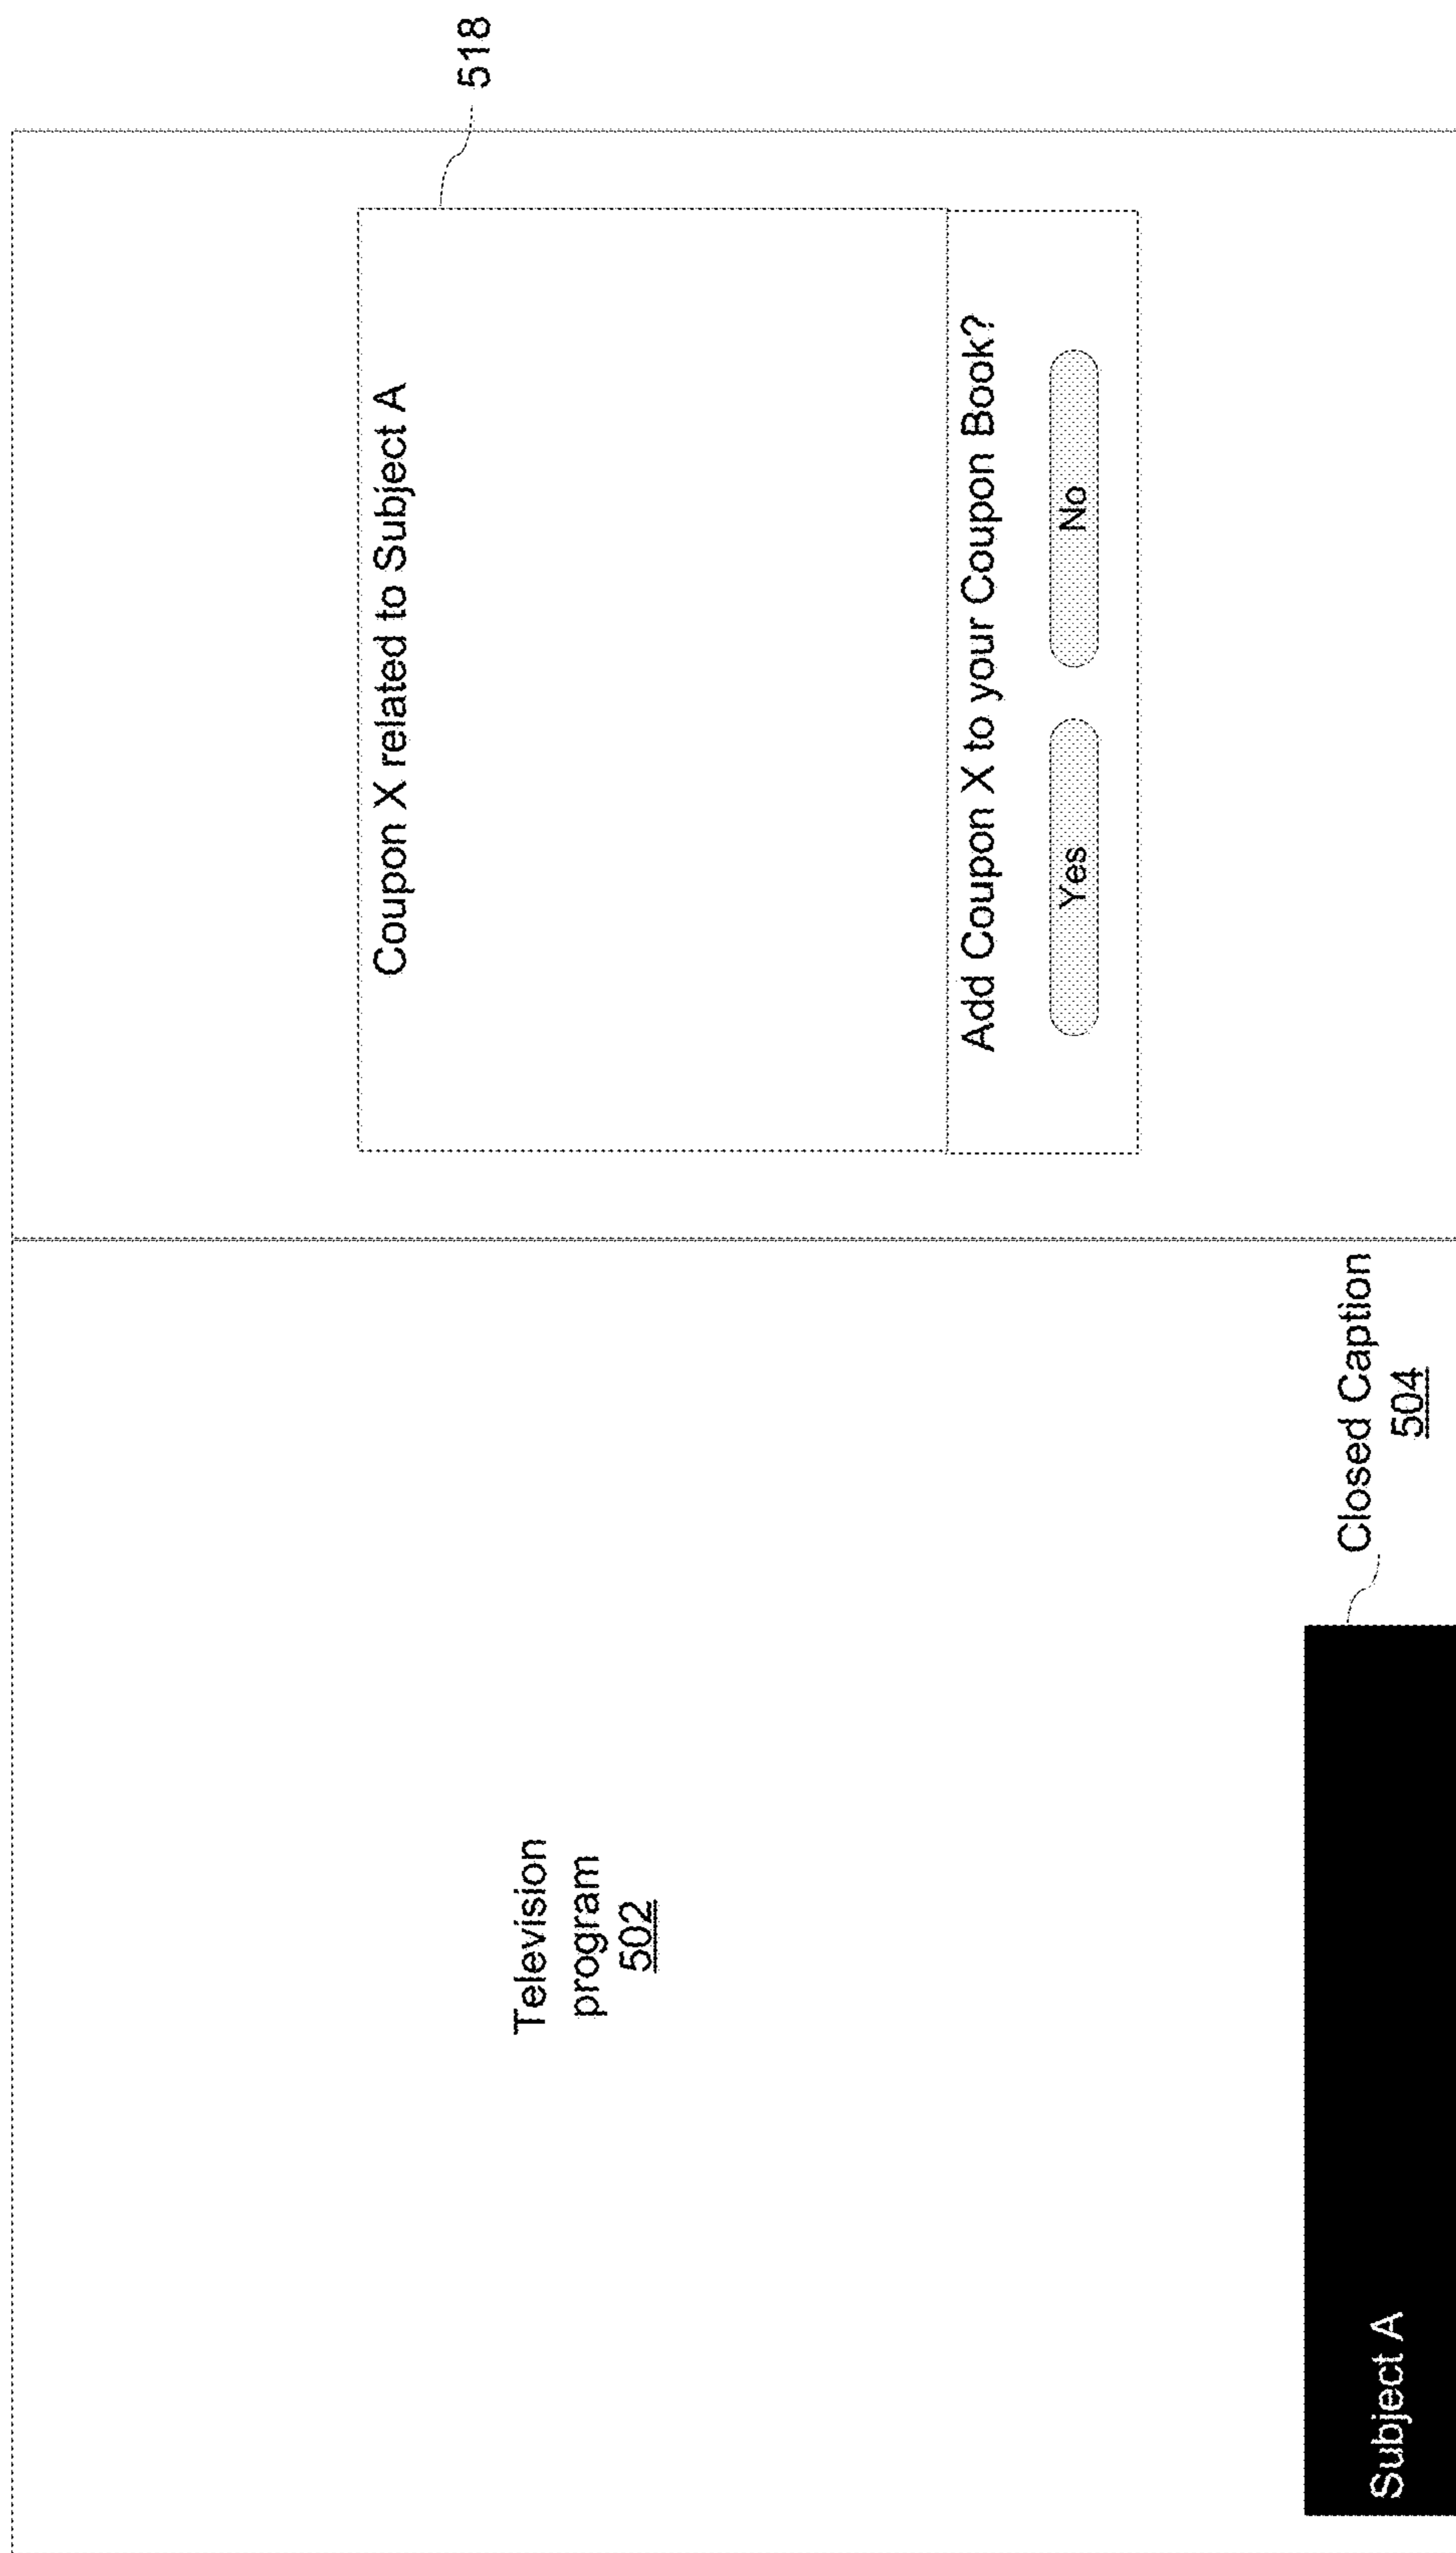 Television
program
502
Closed Caption
504
Subject A
518
Coupon X related to Subject A
Add Coupon X to your Coupon Book?
Yes
No